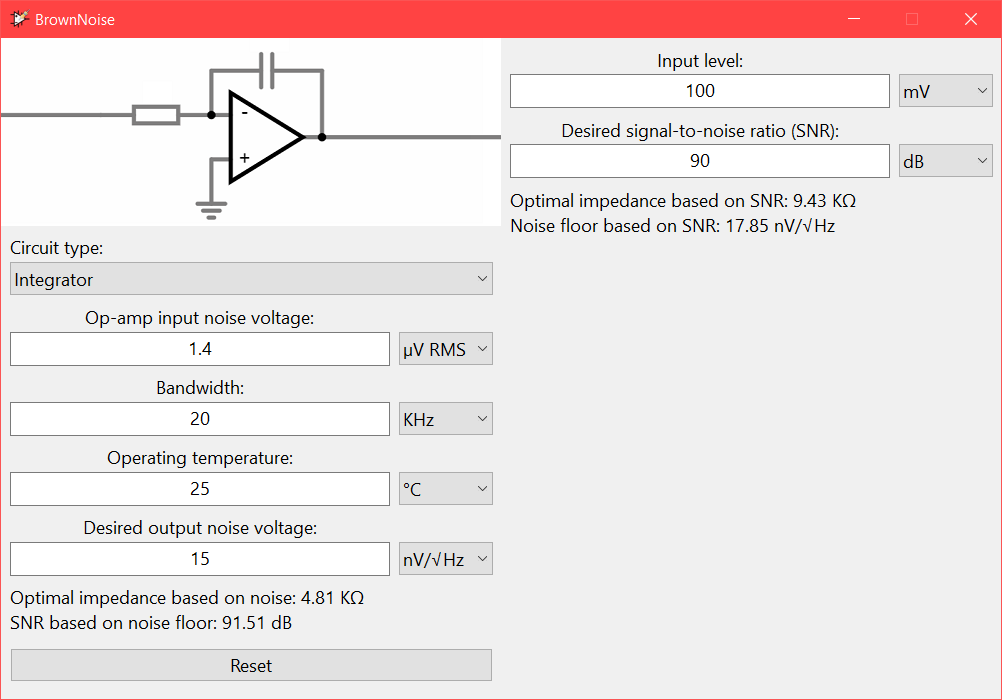 BrownNoise
-
+
Circuit type:
Integrator
Op-amp input noise voltage:
1.4 µV RMS
Bandwidth:
20 KHz
Operating temperature:
25 °C
Desired output noise voltage:
15 nV/√Hz
Optimal impedance based on noise: 4.81 KΩ
SNR based on noise floor: 91.51 dB
Reset
Input level:
100 mV
Desired signal-to-noise ratio (SNR):
90 dB
Optimal impedance based on SNR: 9.43 KΩ
Noise floor based on SNR: 17.85 nV/√Hz